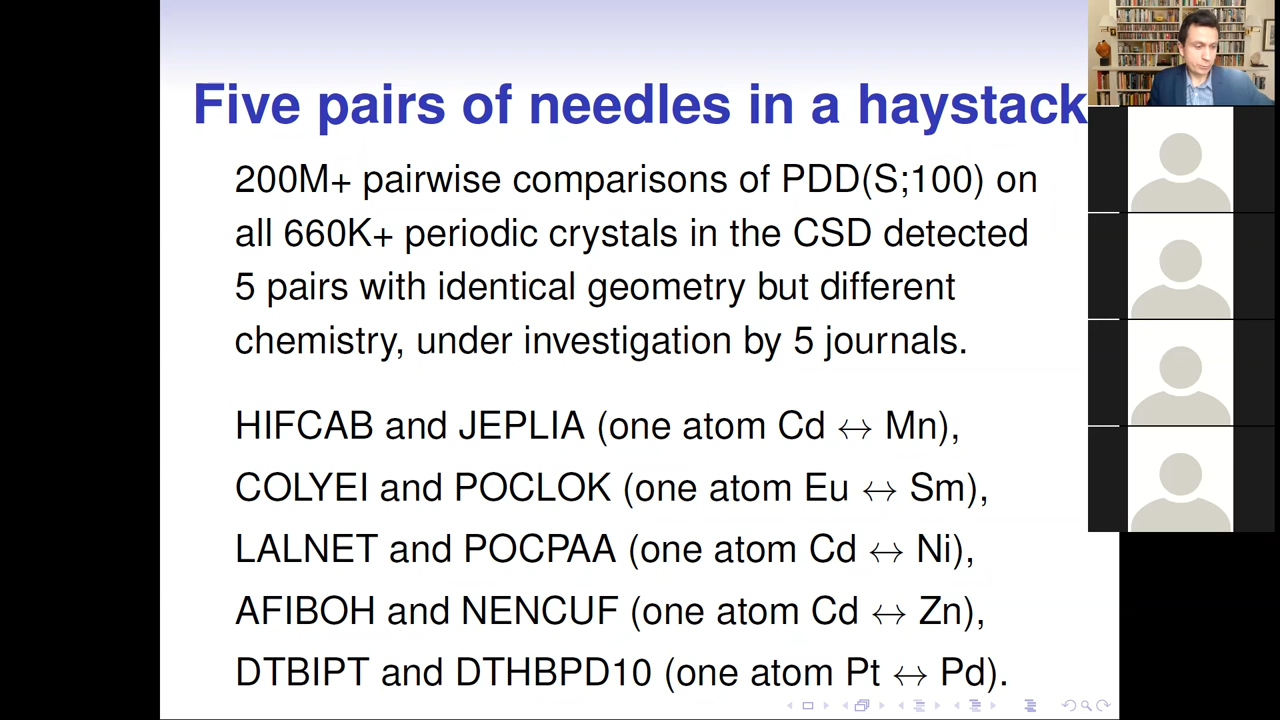 Five pairs of needles in a haystack
200M+ pairwise comparisons of PDD(S;100) on
all 660K+ periodic crystals in the CSD detected
5 pairs with identical geometry but different
chemistry, under investigation by 5 journals.
HIFCAB and JEPLIA (one atom Cd ↔ Mn),
COLYEI and POCLOK (one atom Eu ↔ Sm),
LALNET and POCPAA (one atom Cd ↔ Ni),
AFIBOH and NENCUF (one atom Cd ↔ Zn),
DTBIPT and DTHBPD10 (one atom Pt ↔ Pd).